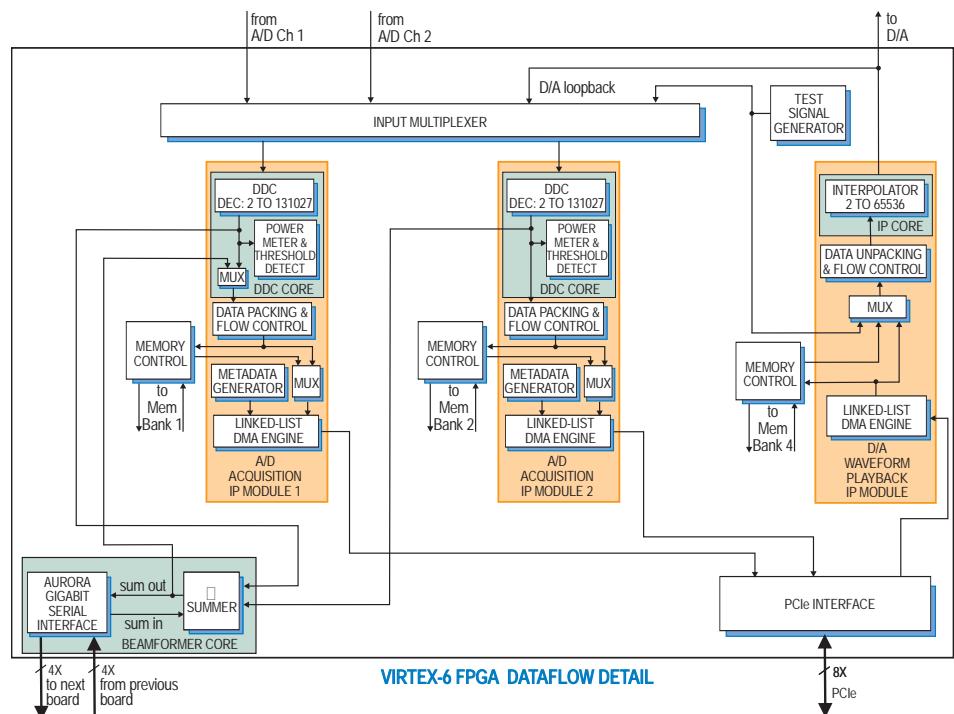 from
A/D Ch 1
from
A/D Ch 2
to
D/A
D/A loopback
INPUT MULTIPLEXER
TEST
SIGNAL
GENERATOR
DDC
DEC: 2 TO 131027
POWER
METER &
THRESHOLD
DETECT
MUX
DDC CORE
DATA PACKING &
FLOW CONTROL
MEMORY
CONTROL
METADATA
GENERATOR
MUX
to
Mem
Bank 1
LINKED-LIST
DMA ENGINE
A/D
ACQUISITION
IP MODULE 1
DDC
DEC: 2 TO 131027
POWER
METER &
THRESHOLD
DETECT
DDC CORE
DATA PACKING &
FLOW CONTROL
MEMORY
CONTROL
METADATA
GENERATOR
MUX
to
Mem
Bank 2
LINKED-LIST
DMA ENGINE
A/D
ACQUISITION
IP MODULE 2
INTERPOLATOR
2 TO 65536
IP CORE
DATA UNPACKING
& FLOW CONTROL
MUX
MEMORY
CONTROL
to
Mem
Bank 4
LINKED-LIST
DMA ENGINE
D/A
WAVEFORM
PLAYBACK
IP MODULE
AURORA
GIGABIT
SERIAL
INTERFACE
sum out
sum in
SUMMER
BEAMFORMER CORE
PCIe INTERFACE
4X
to next
board
4X
from previous
board
VIRTEX-6 FPGA DATAFLOW DETAIL
8X
PCIe